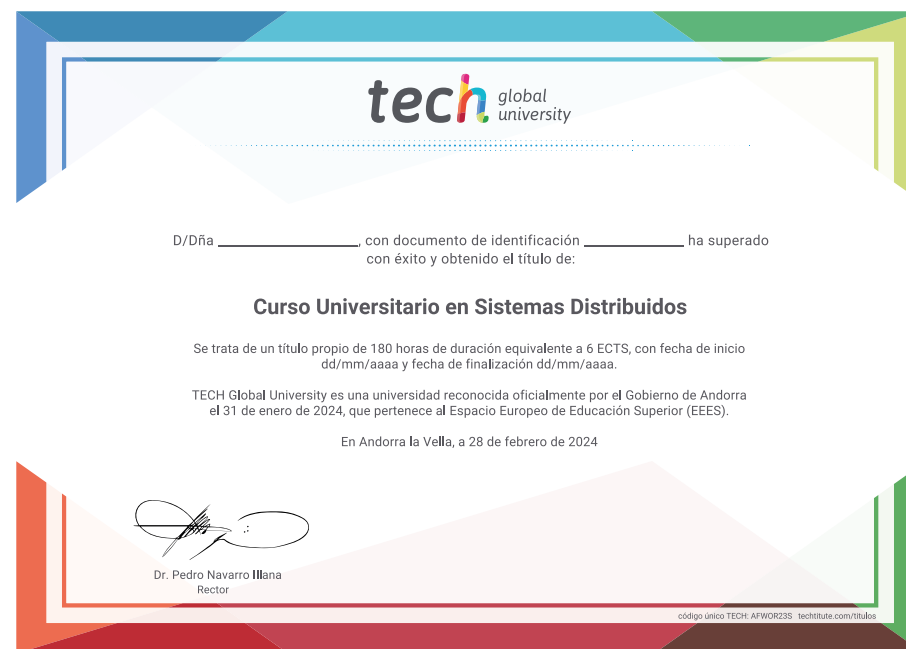 tech global university
D/Dña , con documento de identificación ha superado
con éxito y obtenido el título de:
Curso Universitario en Sistemas Distribuidos
Se trata de un título propio de 180 horas de duración equivalente a 6 ECTS, con fecha de inicio
dd/mm/aaaa y fecha de finalización dd/mm/aaaa.
TECH Global University es una universidad reconocida oficialmente por el Gobierno de Andorra
el 31 de enero de 2024, que pertenece al Espacio Europeo de Educación Superior (EEES).
En Andorra la Vella, a 28 de febrero de 2024
Dr. Pedro Navarro Illana
Rector
código único TECH: AFWOR23S techtitute.com/titulos